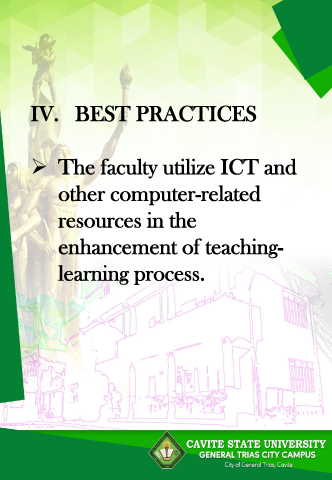 IV. BEST PRACTICES
➢ The faculty utilize ICT and
other computer-related
resources in the
enhancement of teaching-
learning process.
CAVITE STATE UNIVERSITY
GENERAL TRIAS CITY CAMPUS
City of General Trias, Cavite